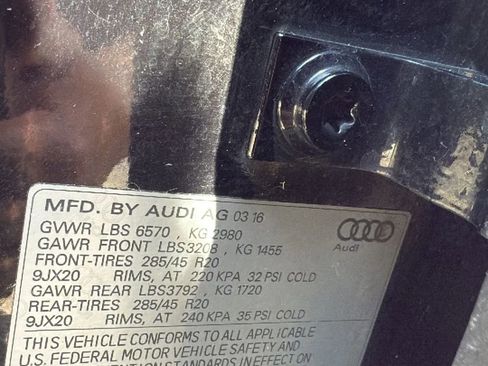 MFD. BY AUDI AG 03 16
GVWR LBS 6570 , KG 2980
GAWR FRONT LBS3208 , KG 1455
Audi
FRONT-TIRES 285/45 R20
9JX20 RIMS, AT 220 KPA 32 PSI COLD
GAWR REAR LBS3792 , KG 1720
REAR-TIRES 285/45 R20
9JX20 RIMS, AT 240 KPA 35 PSI COLD
THIS VEHICLE CONFORMS TO ALL APPLICABLE
U.S. FEDERAL MOTOR VEHICLE SAFETY AND